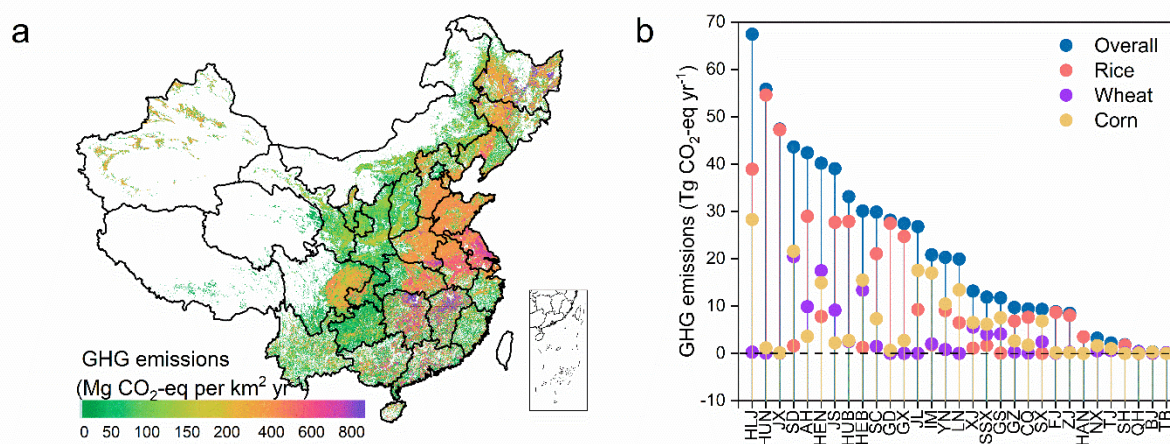 a
GHG emissions
(Mg CO₂-eq per km² yr⁻¹)
0 50 100 200 400 600 800
b
GHG emissions (Tg CO₂-eq yr⁻¹)
70
60
50
40
30
20
10
0
-10
Overall
Rice
Wheat
Corn
HLJ
HUN
JX
SD
AH
HEN
JS
HUB
HEB
SC
GD
GX
JL
IM
YN
LN
XJ
SSX
GS
GZ
CQ
SX
FJ
ZJ
HAN
NX
TJ
SH
QH
BJ
TB